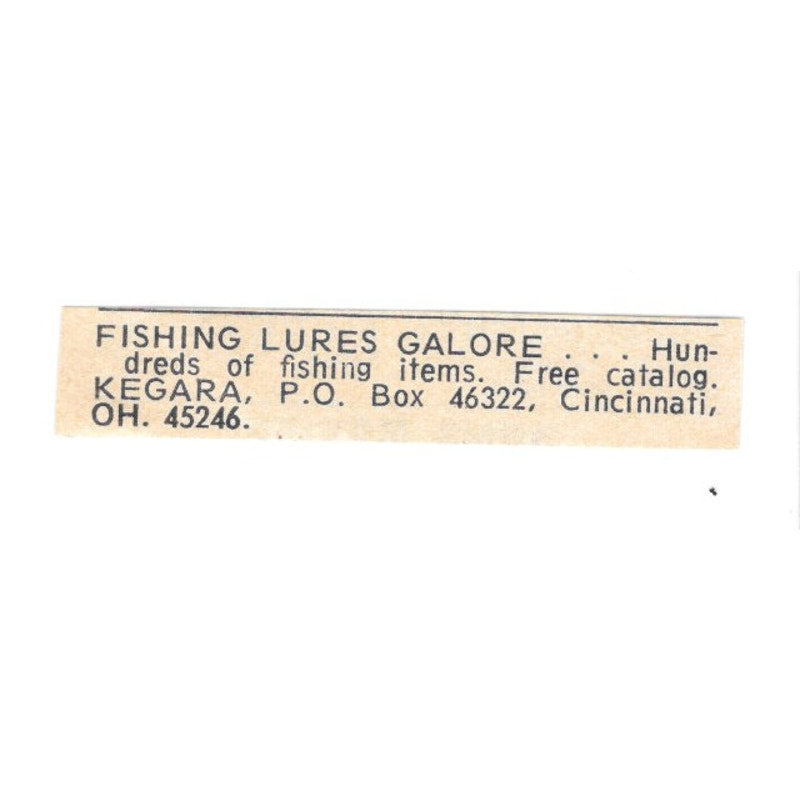 FISHING LURES GALORE . . . Hun-
dreds of fishing items. Free catalog.
KEGARA, P.O. Box 46322, Cincinnati,
OH. 45246.